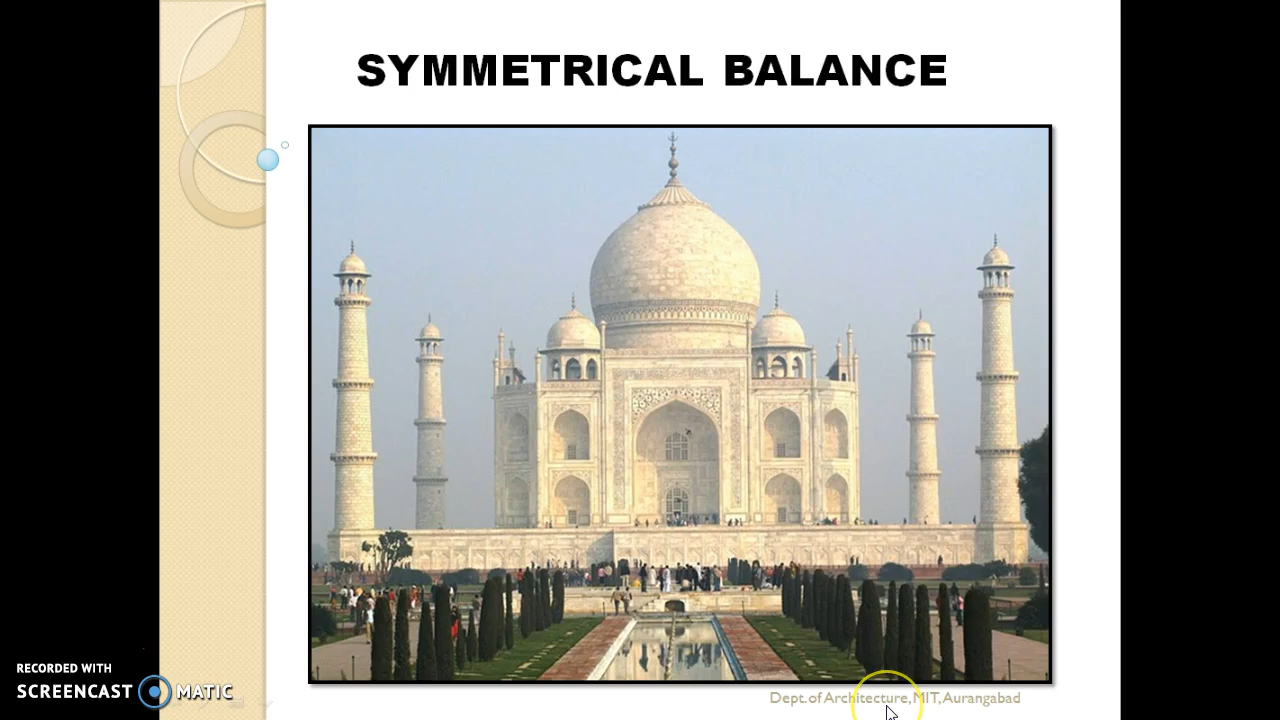 SYMMETRICAL BALANCE
Dept.of Architecture,MIT,Aurangabad
RECORDED WITH
SCREENCAST MATIC